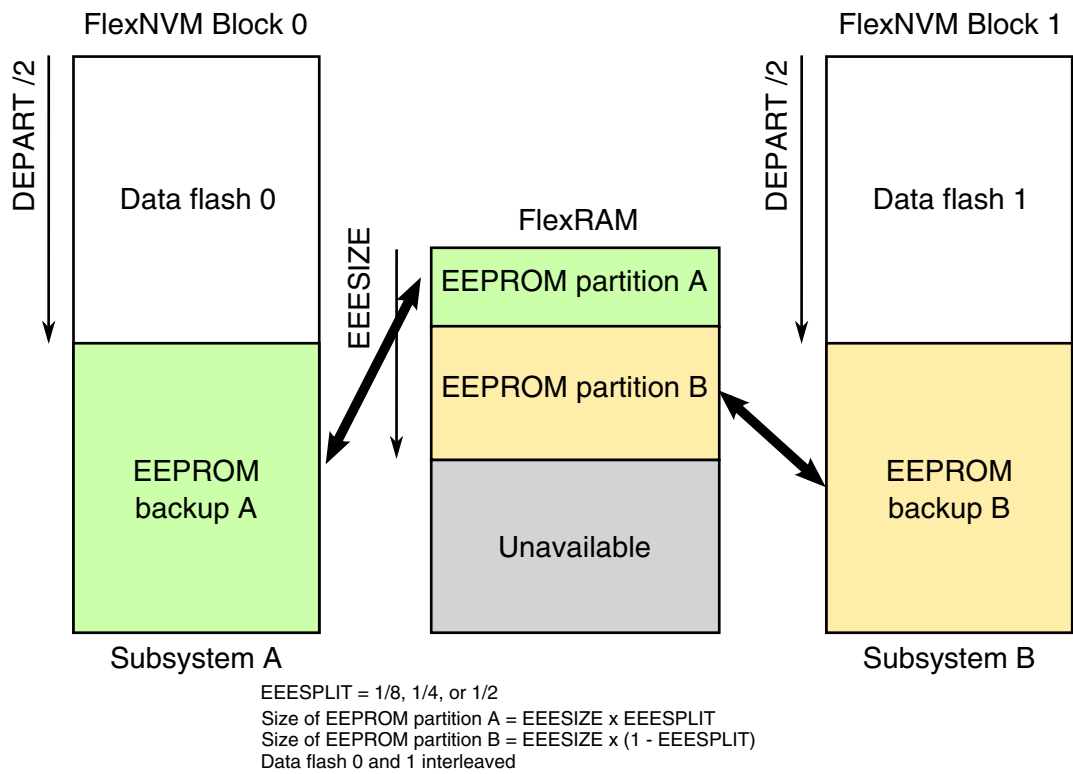 FlexNVM Block 0
FlexNVM Block 1
DEPART /2
DEPART /2
Data flash 0
Data flash 1
FlexRAM
EEESIZE
EEPROM partition A
EEPROM partition B
EEPROM
backup A
EEPROM
backup B
Unavailable
Subsystem A
Subsystem B
EEESPLIT = 1/8, 1/4, or 1/2
Size of EEPROM partition A = EEESIZE x EEESPLIT
Size of EEPROM partition B = EEESIZE x (1 - EEESPLIT)
Data flash 0 and 1 interleaved